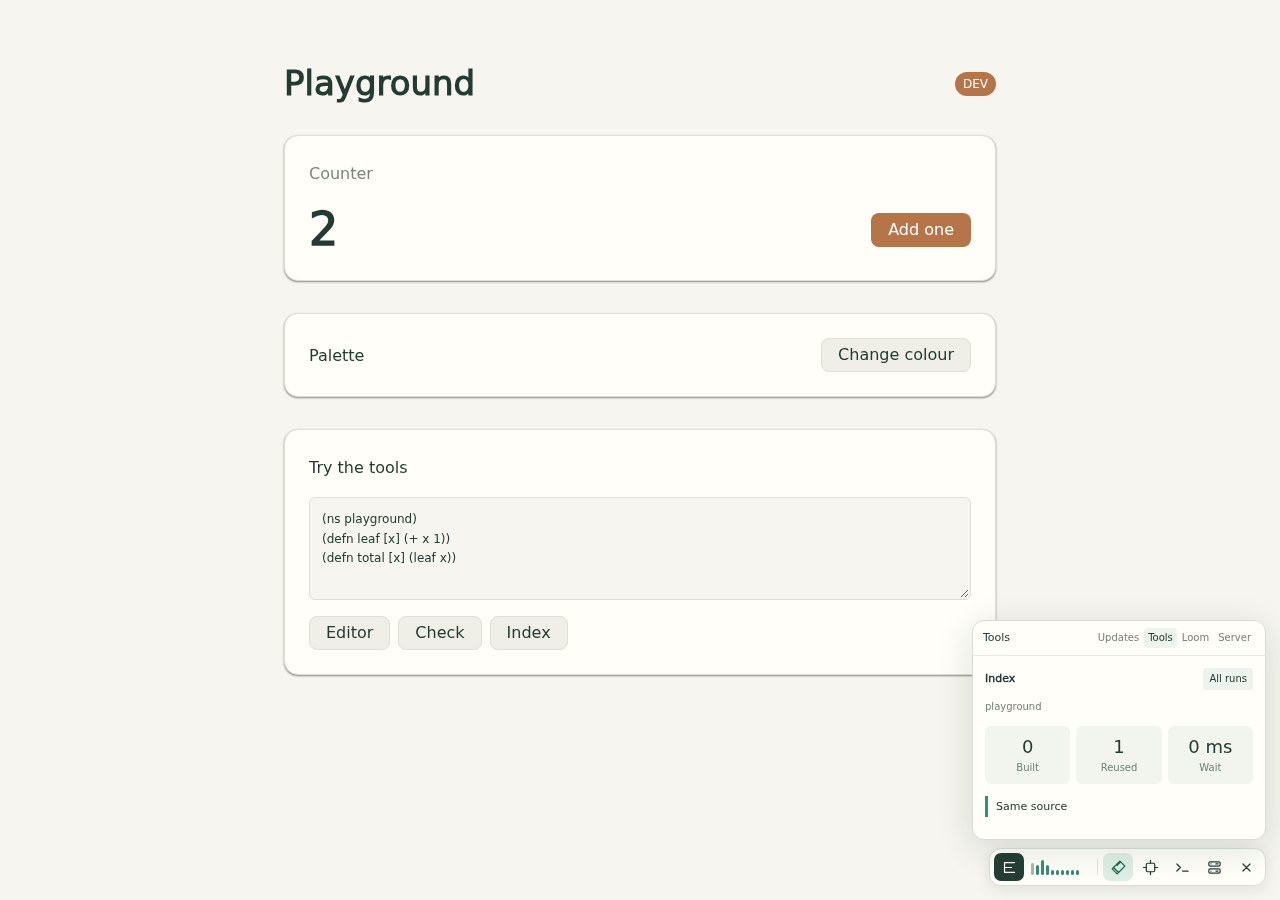 Playground
DEV
Counter
2
Add one
Palette
Change colour
Try the tools
(ns playground)
(defn leaf [x] (+ x 1))
(defn total [x] (leaf x))
Editor
Check
Index
Tools
Updates
Tools
Loom
Server
Index
All runs
playground
0
1
0 ms
Built
Reused
Wait
Same source